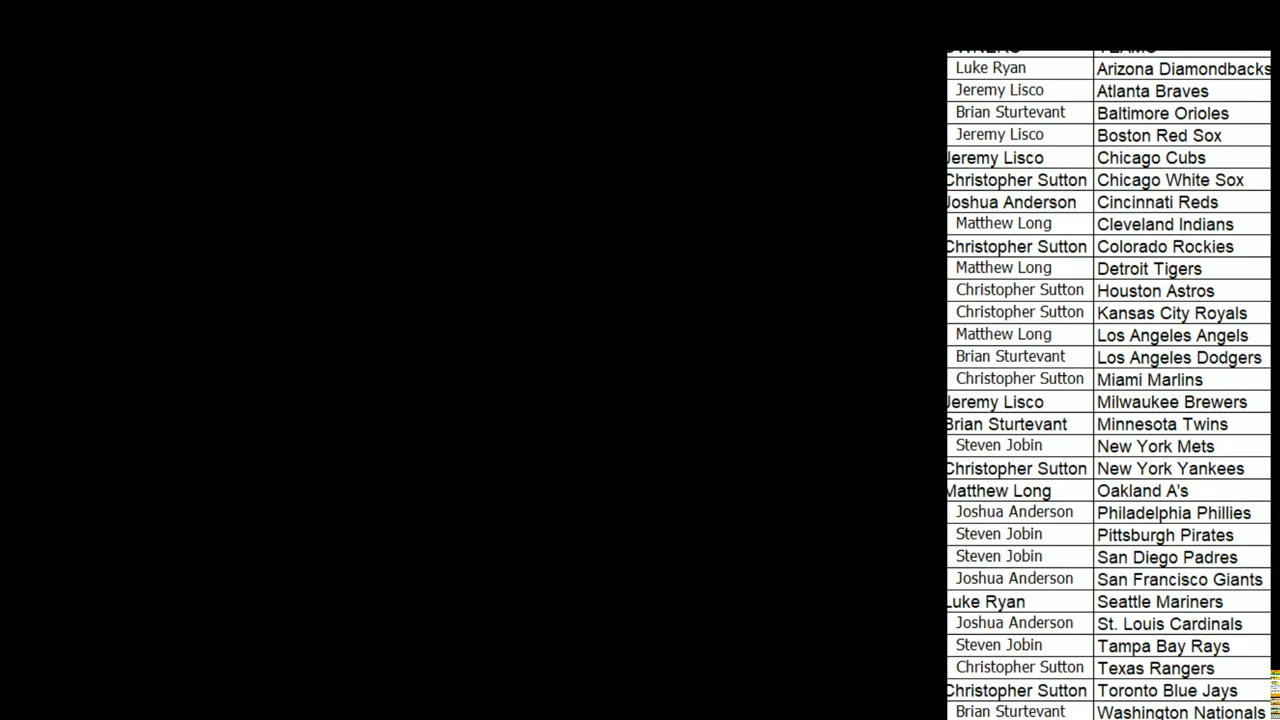 OWNERS TEAMS
Luke Ryan Arizona Diamondbacks
Jeremy Lisco Atlanta Braves
Brian Sturtevant Baltimore Orioles
Jeremy Lisco Boston Red Sox
Jeremy Lisco Chicago Cubs
Christopher Sutton Chicago White Sox
Joshua Anderson Cincinnati Reds
Matthew Long Cleveland Indians
Christopher Sutton Colorado Rockies
Matthew Long Detroit Tigers
Christopher Sutton Houston Astros
Christopher Sutton Kansas City Royals
Matthew Long Los Angeles Angels
Brian Sturtevant Los Angeles Dodgers
Christopher Sutton Miami Marlins
Jeremy Lisco Milwaukee Brewers
Brian Sturtevant Minnesota Twins
Steven Jobin New York Mets
Christopher Sutton New York Yankees
Matthew Long Oakland A's
Joshua Anderson Philadelphia Phillies
Steven Jobin Pittsburgh Pirates
Steven Jobin San Diego Padres
Joshua Anderson San Francisco Giants
Luke Ryan Seattle Mariners
Joshua Anderson St. Louis Cardinals
Steven Jobin Tampa Bay Rays
Christopher Sutton Texas Rangers
Christopher Sutton Toronto Blue Jays
Brian Sturtevant Washington Nationals